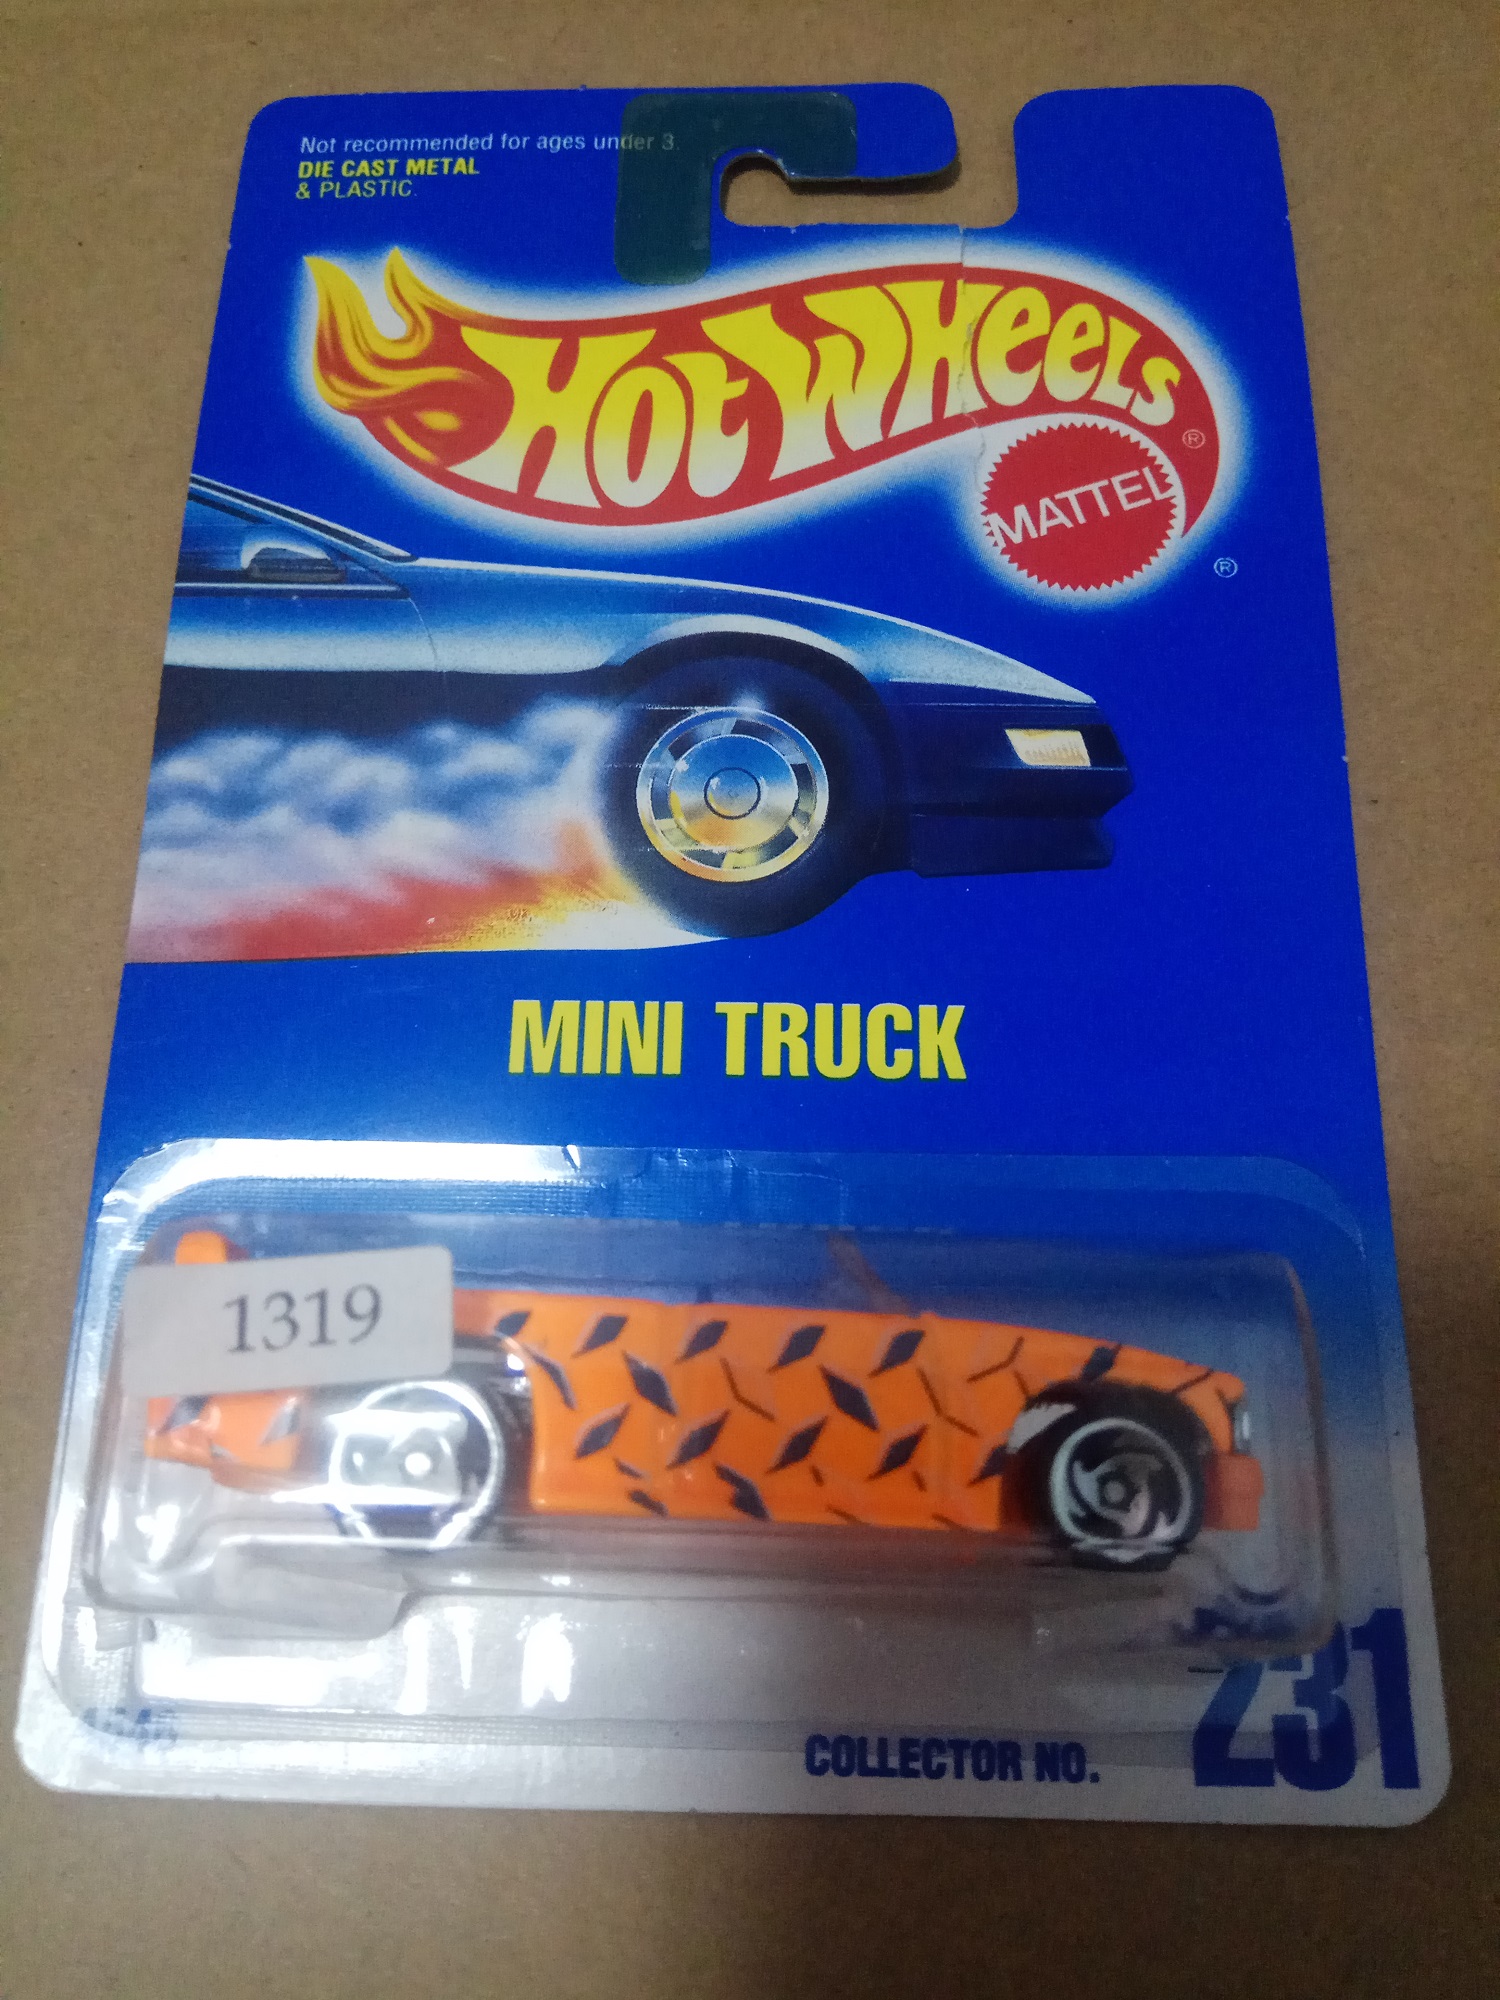 Not recommended for ages under 3.
DIE CAST METAL
& PLASTIC.
HOT WHEELS ®
MATTEL
®
MINI TRUCK
1319
COLLECTOR NO. 231